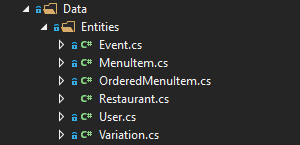 Data
Entities
C# Event.cs
C# MenuItem.cs
C# OrderedMenuItem.cs
C# Restaurant.cs
C# User.cs
C# Variation.cs